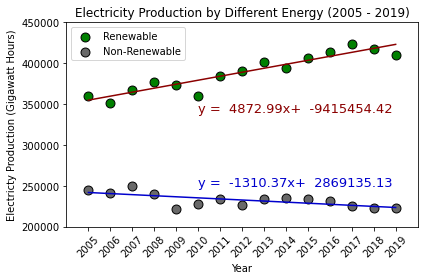 Electricity Production by Different Energy (2005 - 2019)
Electricty Production (Gigawatt Hours)
450000
400000
350000
300000
250000
200000
Renewable
Non-Renewable
y =  4872.99x+  -9415454.42
y =  -1310.37x+  2869135.13
2005 2006 2007 2008 2009 2010 2011 2012 2013 2014 2015 2016 2017 2018 2019
Year